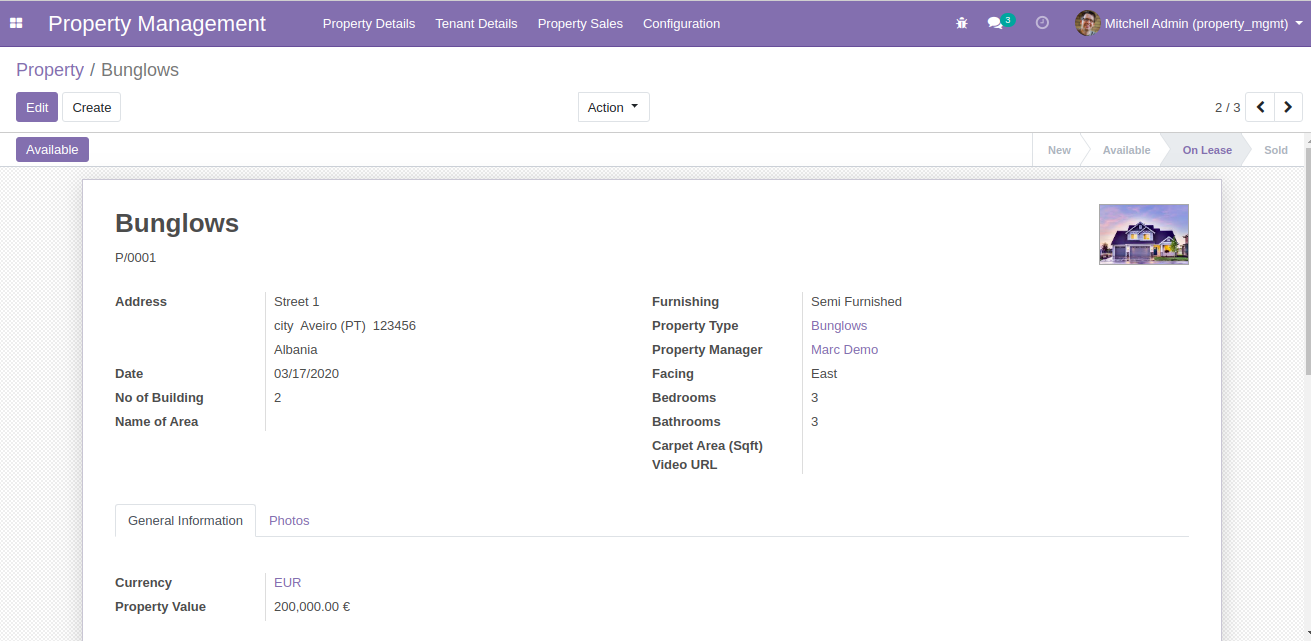 Property Management Property Details Tenant Details Property Sales Configuration 3 Mitchell Admin (property_mgmt)
Property / Bunglows
Edit Create Action 2 / 3
Available New Available On Lease Sold
Bunglows
P/0001
Address Street 1 Furnishing Semi Furnished
city Aveiro (PT) 123456 Property Type Bunglows
Albania Property Manager Marc Demo
Date 03/17/2020 Facing East
No of Building 2 Bedrooms 3
Name of Area Bathrooms 3
Carpet Area (Sqft)
Video URL
General Information Photos
Currency EUR
Property Value 200,000.00 €